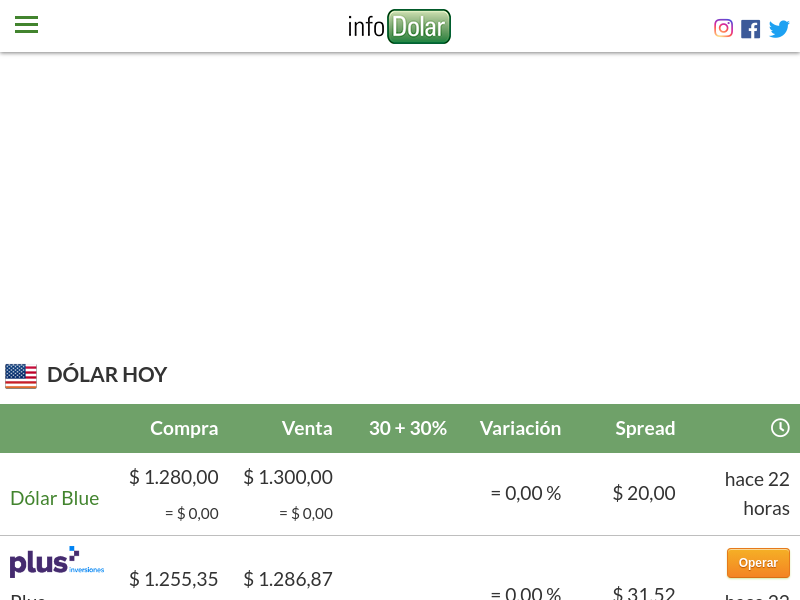 info Dolar
DÓLAR HOY
Compra Venta 30 + 30% Variación Spread
Dólar Blue $ 1.280,00 $ 1.300,00 = 0,00 % $ 20,00 hace 22 horas
= $ 0,00 = $ 0,00
plus inversiones Operar
Plus $ 1.255,35 $ 1.286,87 = 0,00 % $ 31,52 hace 22